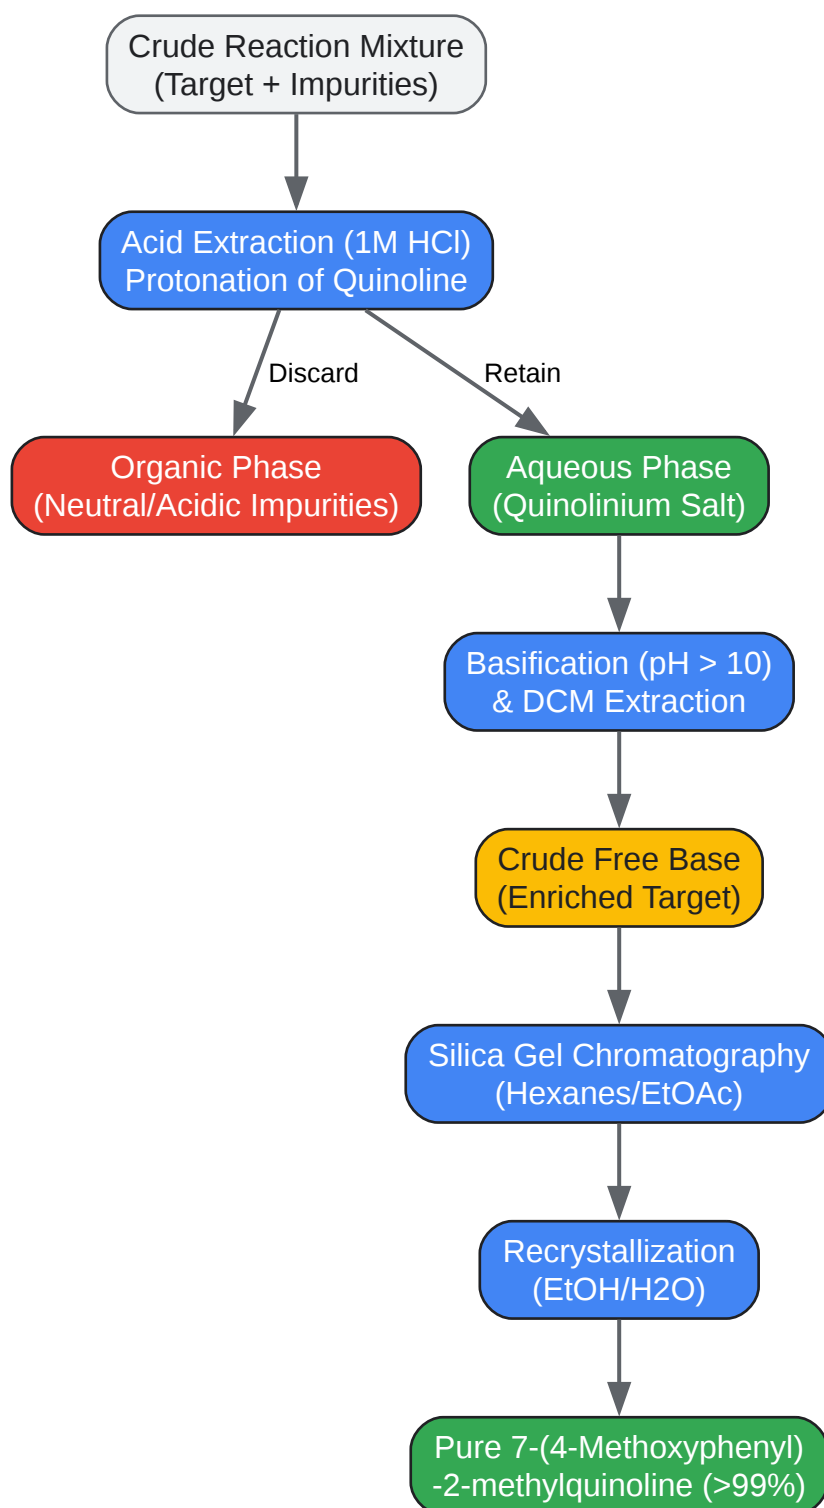 Crude Reaction Mixture
(Target + Impurities)
Acid Extraction (1M HCl)
Protonation of Quinoline
Discard
Retain
Organic Phase
(Neutral/Acidic Impurities)
Aqueous Phase
(Quinolinium Salt)
Basification (pH > 10)
& DCM Extraction
Crude Free Base
(Enriched Target)
Silica Gel Chromatography
(Hexanes/EtOAc)
Recrystallization
(EtOH/H2O)
Pure 7-(4-Methoxyphenyl)
-2-methylquinoline (>99%)